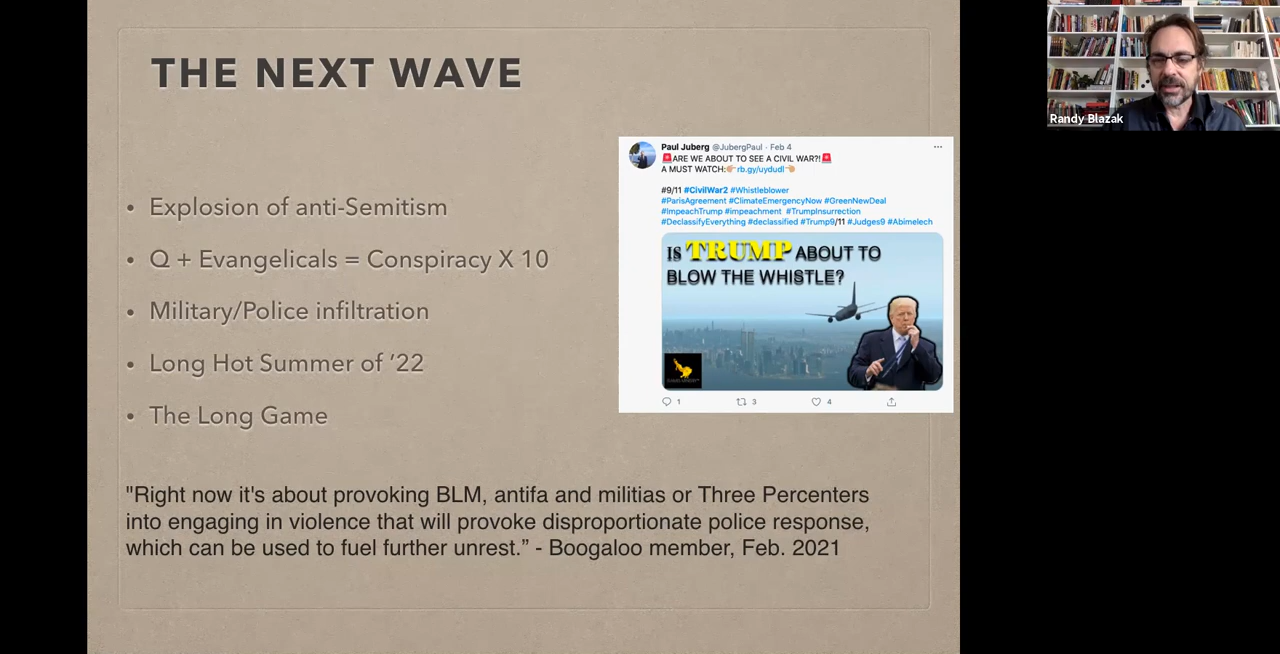 THE NEXT WAVE
• Explosion of anti-Semitism
• Q + Evangelicals = Conspiracy X 10
• Military/Police infiltration
• Long Hot Summer of ’22
• The Long Game
Paul Juberg @JubergPaul · Feb 4
🚨ARE WE ABOUT TO SEE A CIVIL WAR?!🚨
A MUST WATCH:👉🏼rb.gy/uydudl👈🏼
#9/11 #CivilWar2 #Whistleblower
#ParisAgreement #ClimateEmergencyNow #GreenNewDeal
#ImpeachTrump #impeachment #TrumpInsurrection
#DeclassifyEverything #declassified #Trump9/11 #Judges9 #Abimelech
IS TRUMP ABOUT TO
BLOW THE WHISTLE?
1 3 4
"Right now it's about provoking BLM, antifa and militias or Three Percenters
into engaging in violence that will provoke disproportionate police response,
which can be used to fuel further unrest.” - Boogaloo member, Feb. 2021
Randy Blazak